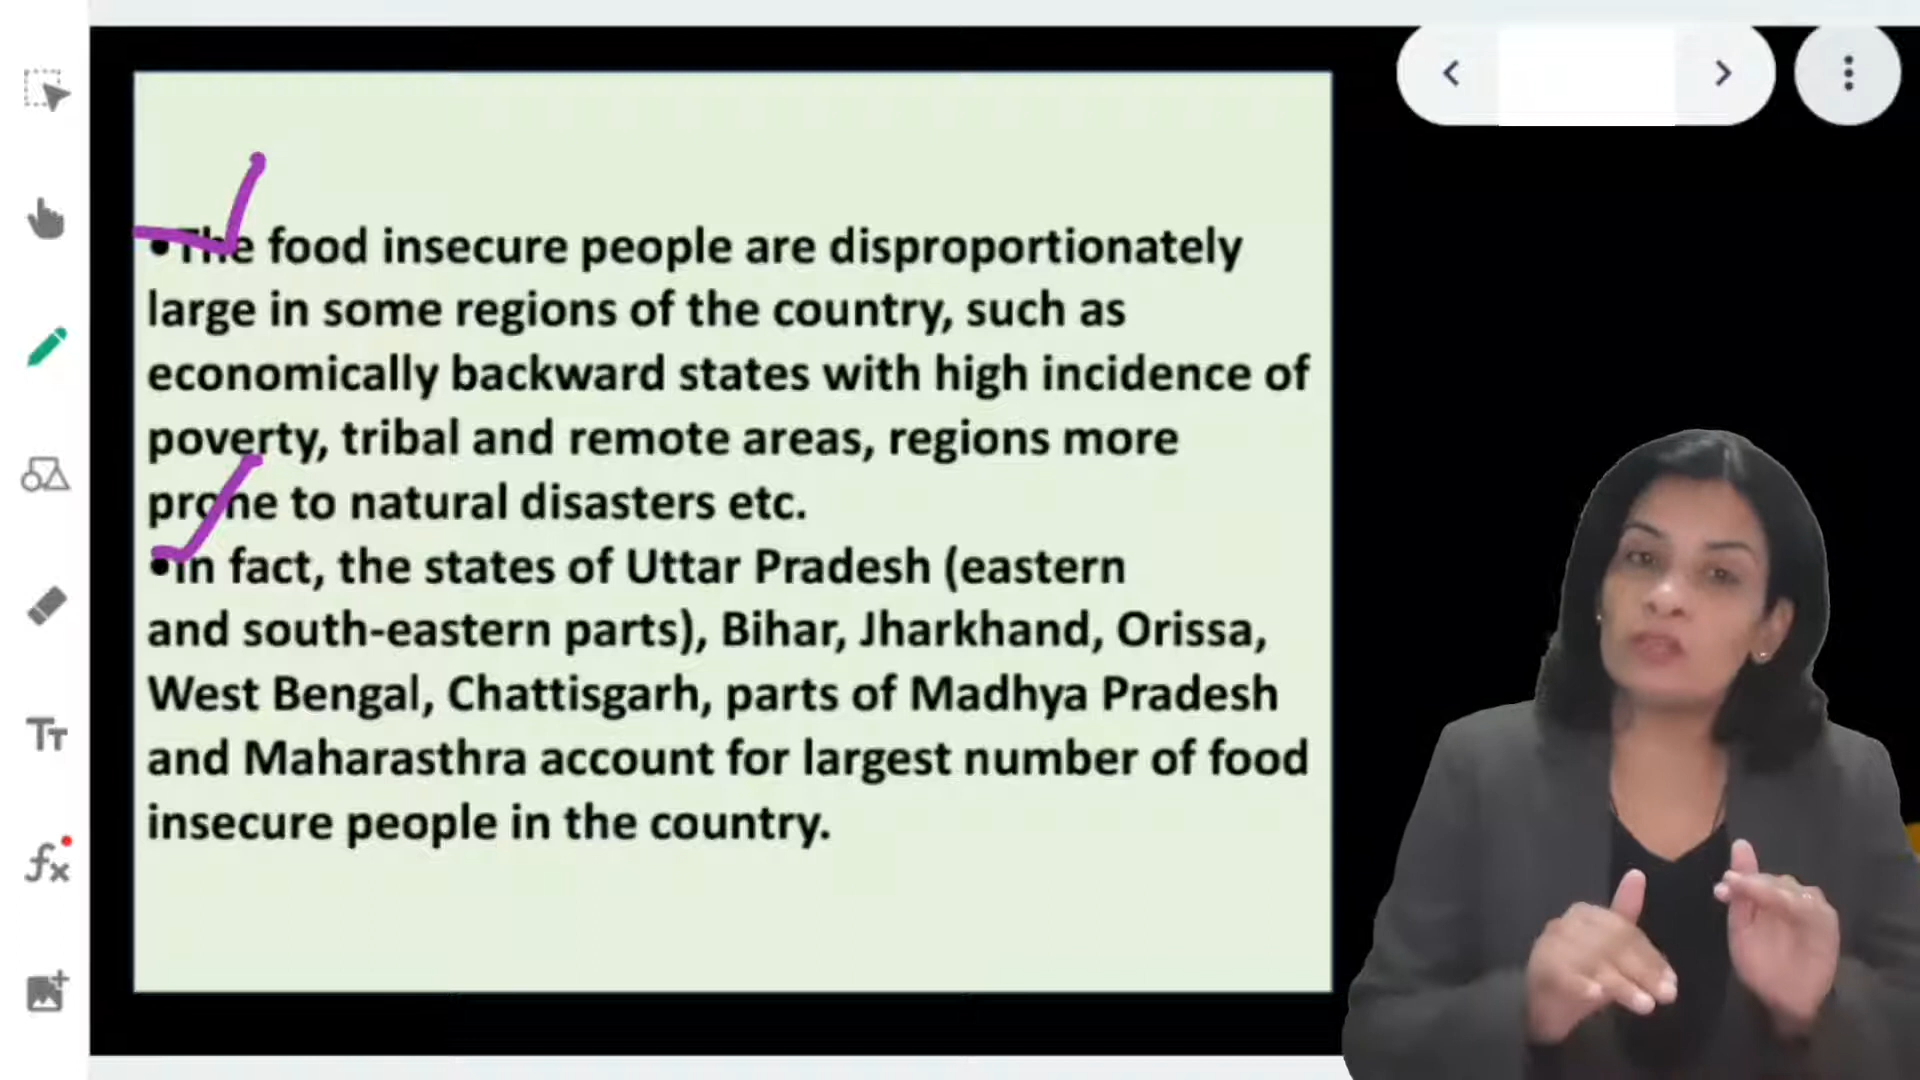 •The food insecure people are disproportionately
large in some regions of the country, such as
economically backward states with high incidence of
poverty, tribal and remote areas, regions more
prone to natural disasters etc.
•In fact, the states of Uttar Pradesh (eastern
and south-eastern parts), Bihar, Jharkhand, Orissa,
West Bengal, Chattisgarh, parts of Madhya Pradesh
and Maharasthra account for largest number of food
insecure people in the country.
Tт
fx